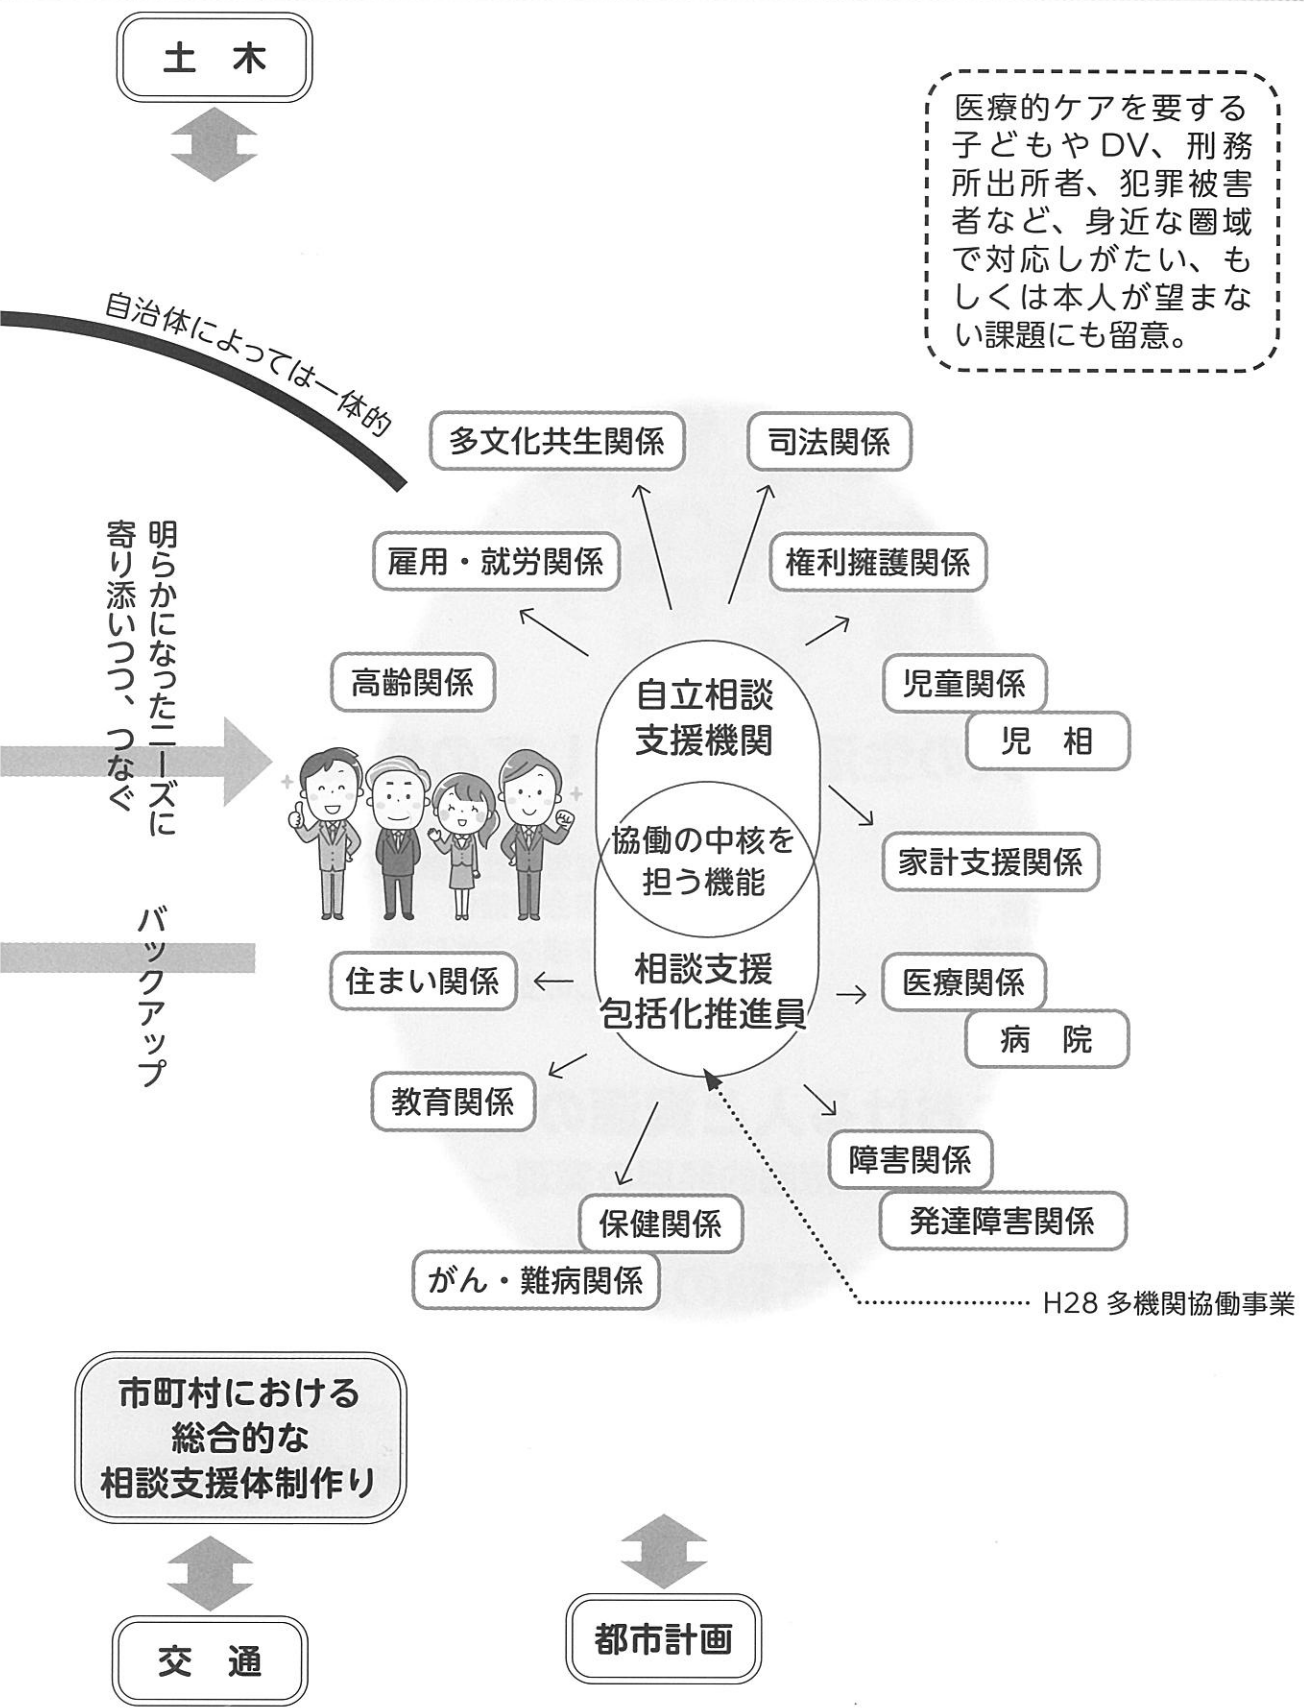 土 木
医療的ケアを要する
子どもや DV、刑務
所出所者、犯罪被害
者など、身近な圏域
で対応しがたい、も
しくは本人が望まな
い課題にも留意。
自治体によっては一体的
多文化共生関係
司法関係
雇用・就労関係
権利擁護関係
明らかになったニーズに
寄り添いつつ、つなぐ
高齢関係
自立相談
支援機関
児童関係
児 相
協働の中核を
担う機能
家計支援関係
バックアップ
住まい関係
相談支援
包括化推進員
医療関係
病 院
教育関係
障害関係
発達障害関係
保健関係
がん・難病関係
H28 多機関協働事業
市町村における
総合的な
相談支援体制作り
交 通
都市計画